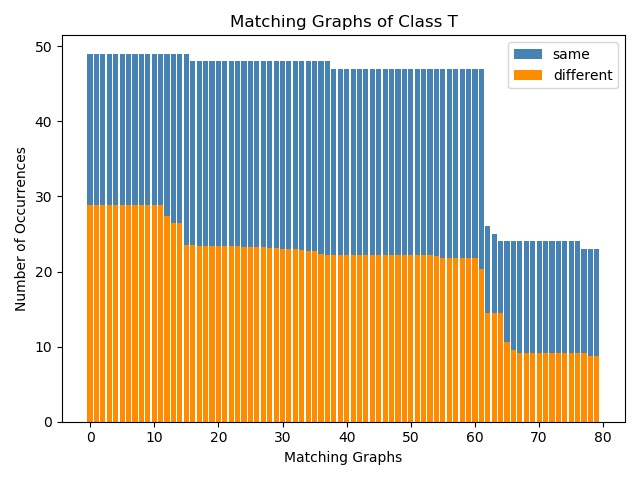 Matching Graphs of Class T
same
different
Number of Occurrences
50
40
30
20
10
0
0 10 20 30 40 50 60 70 80
Matching Graphs